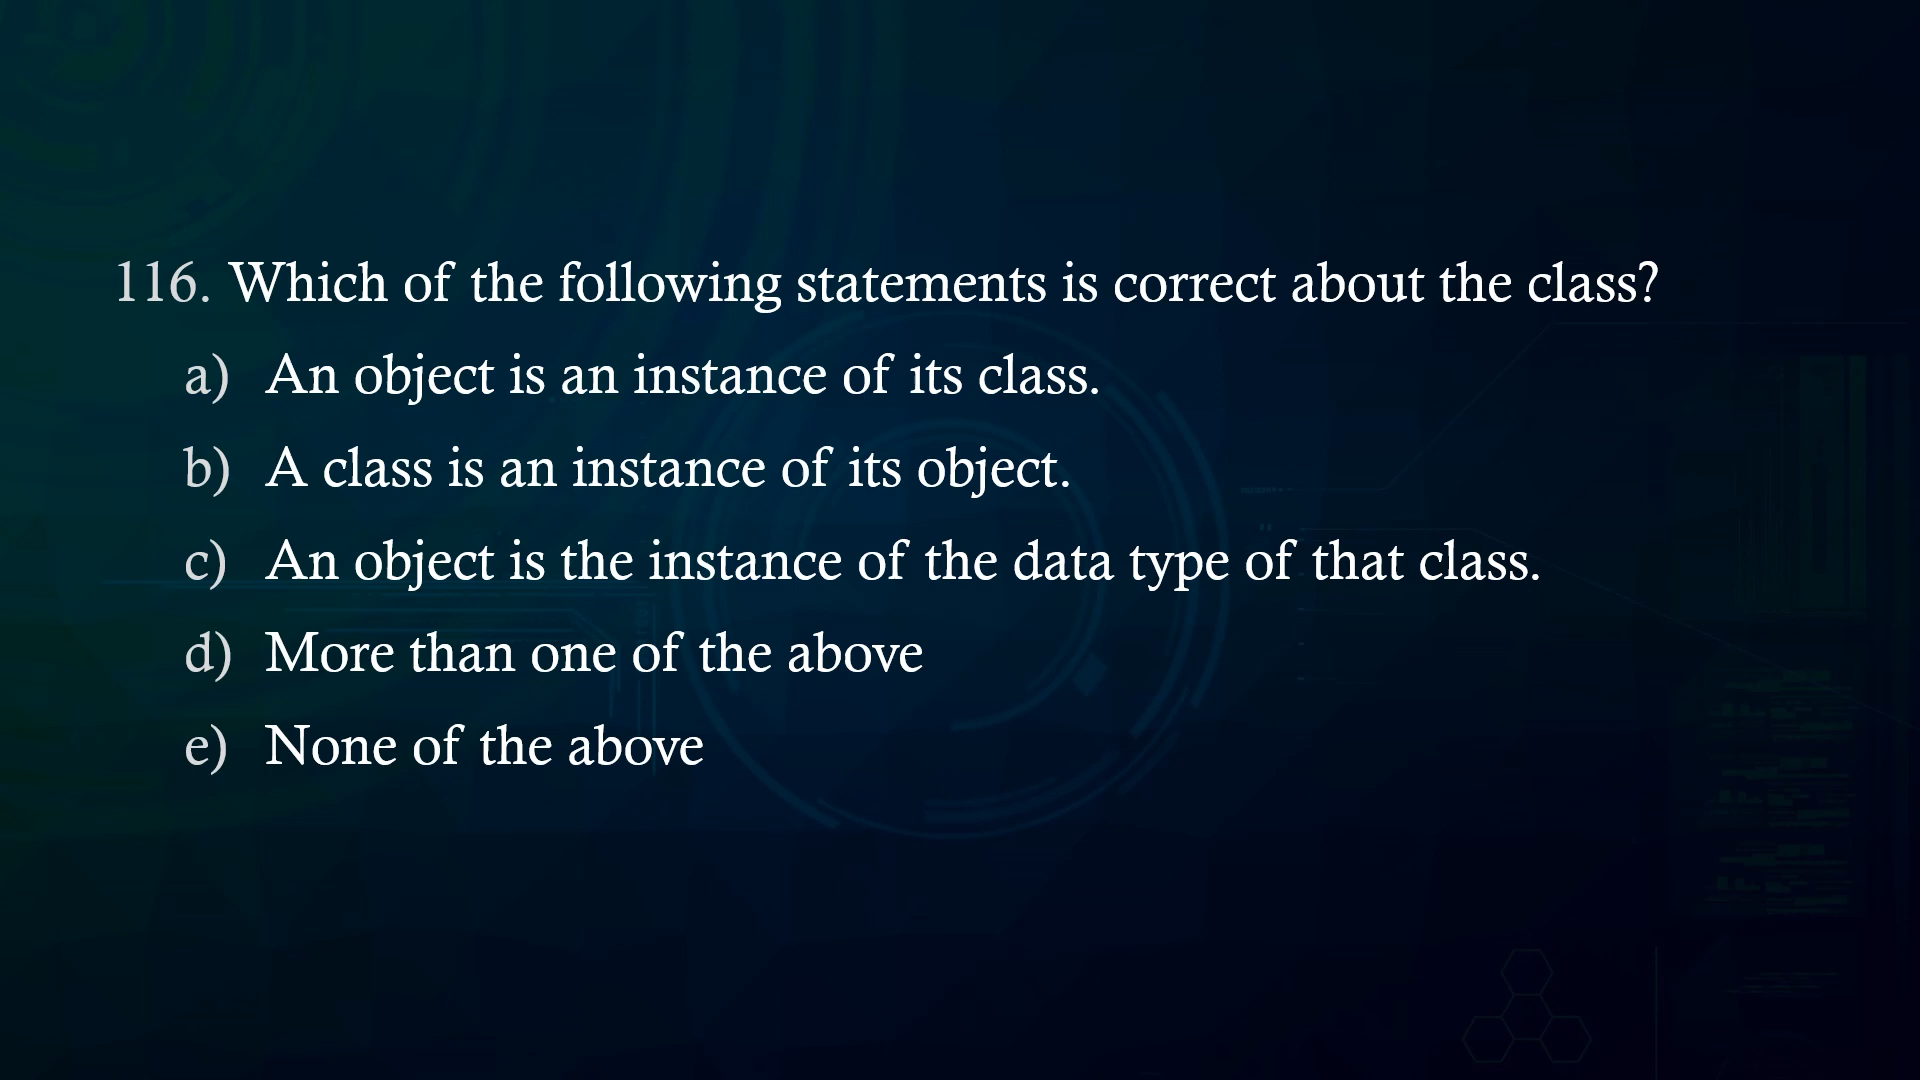 116. Which of the following statements is correct about the class?
a) An object is an instance of its class.
b) A class is an instance of its object.
c) An object is the instance of the data type of that class.
d) More than one of the above
e) None of the above